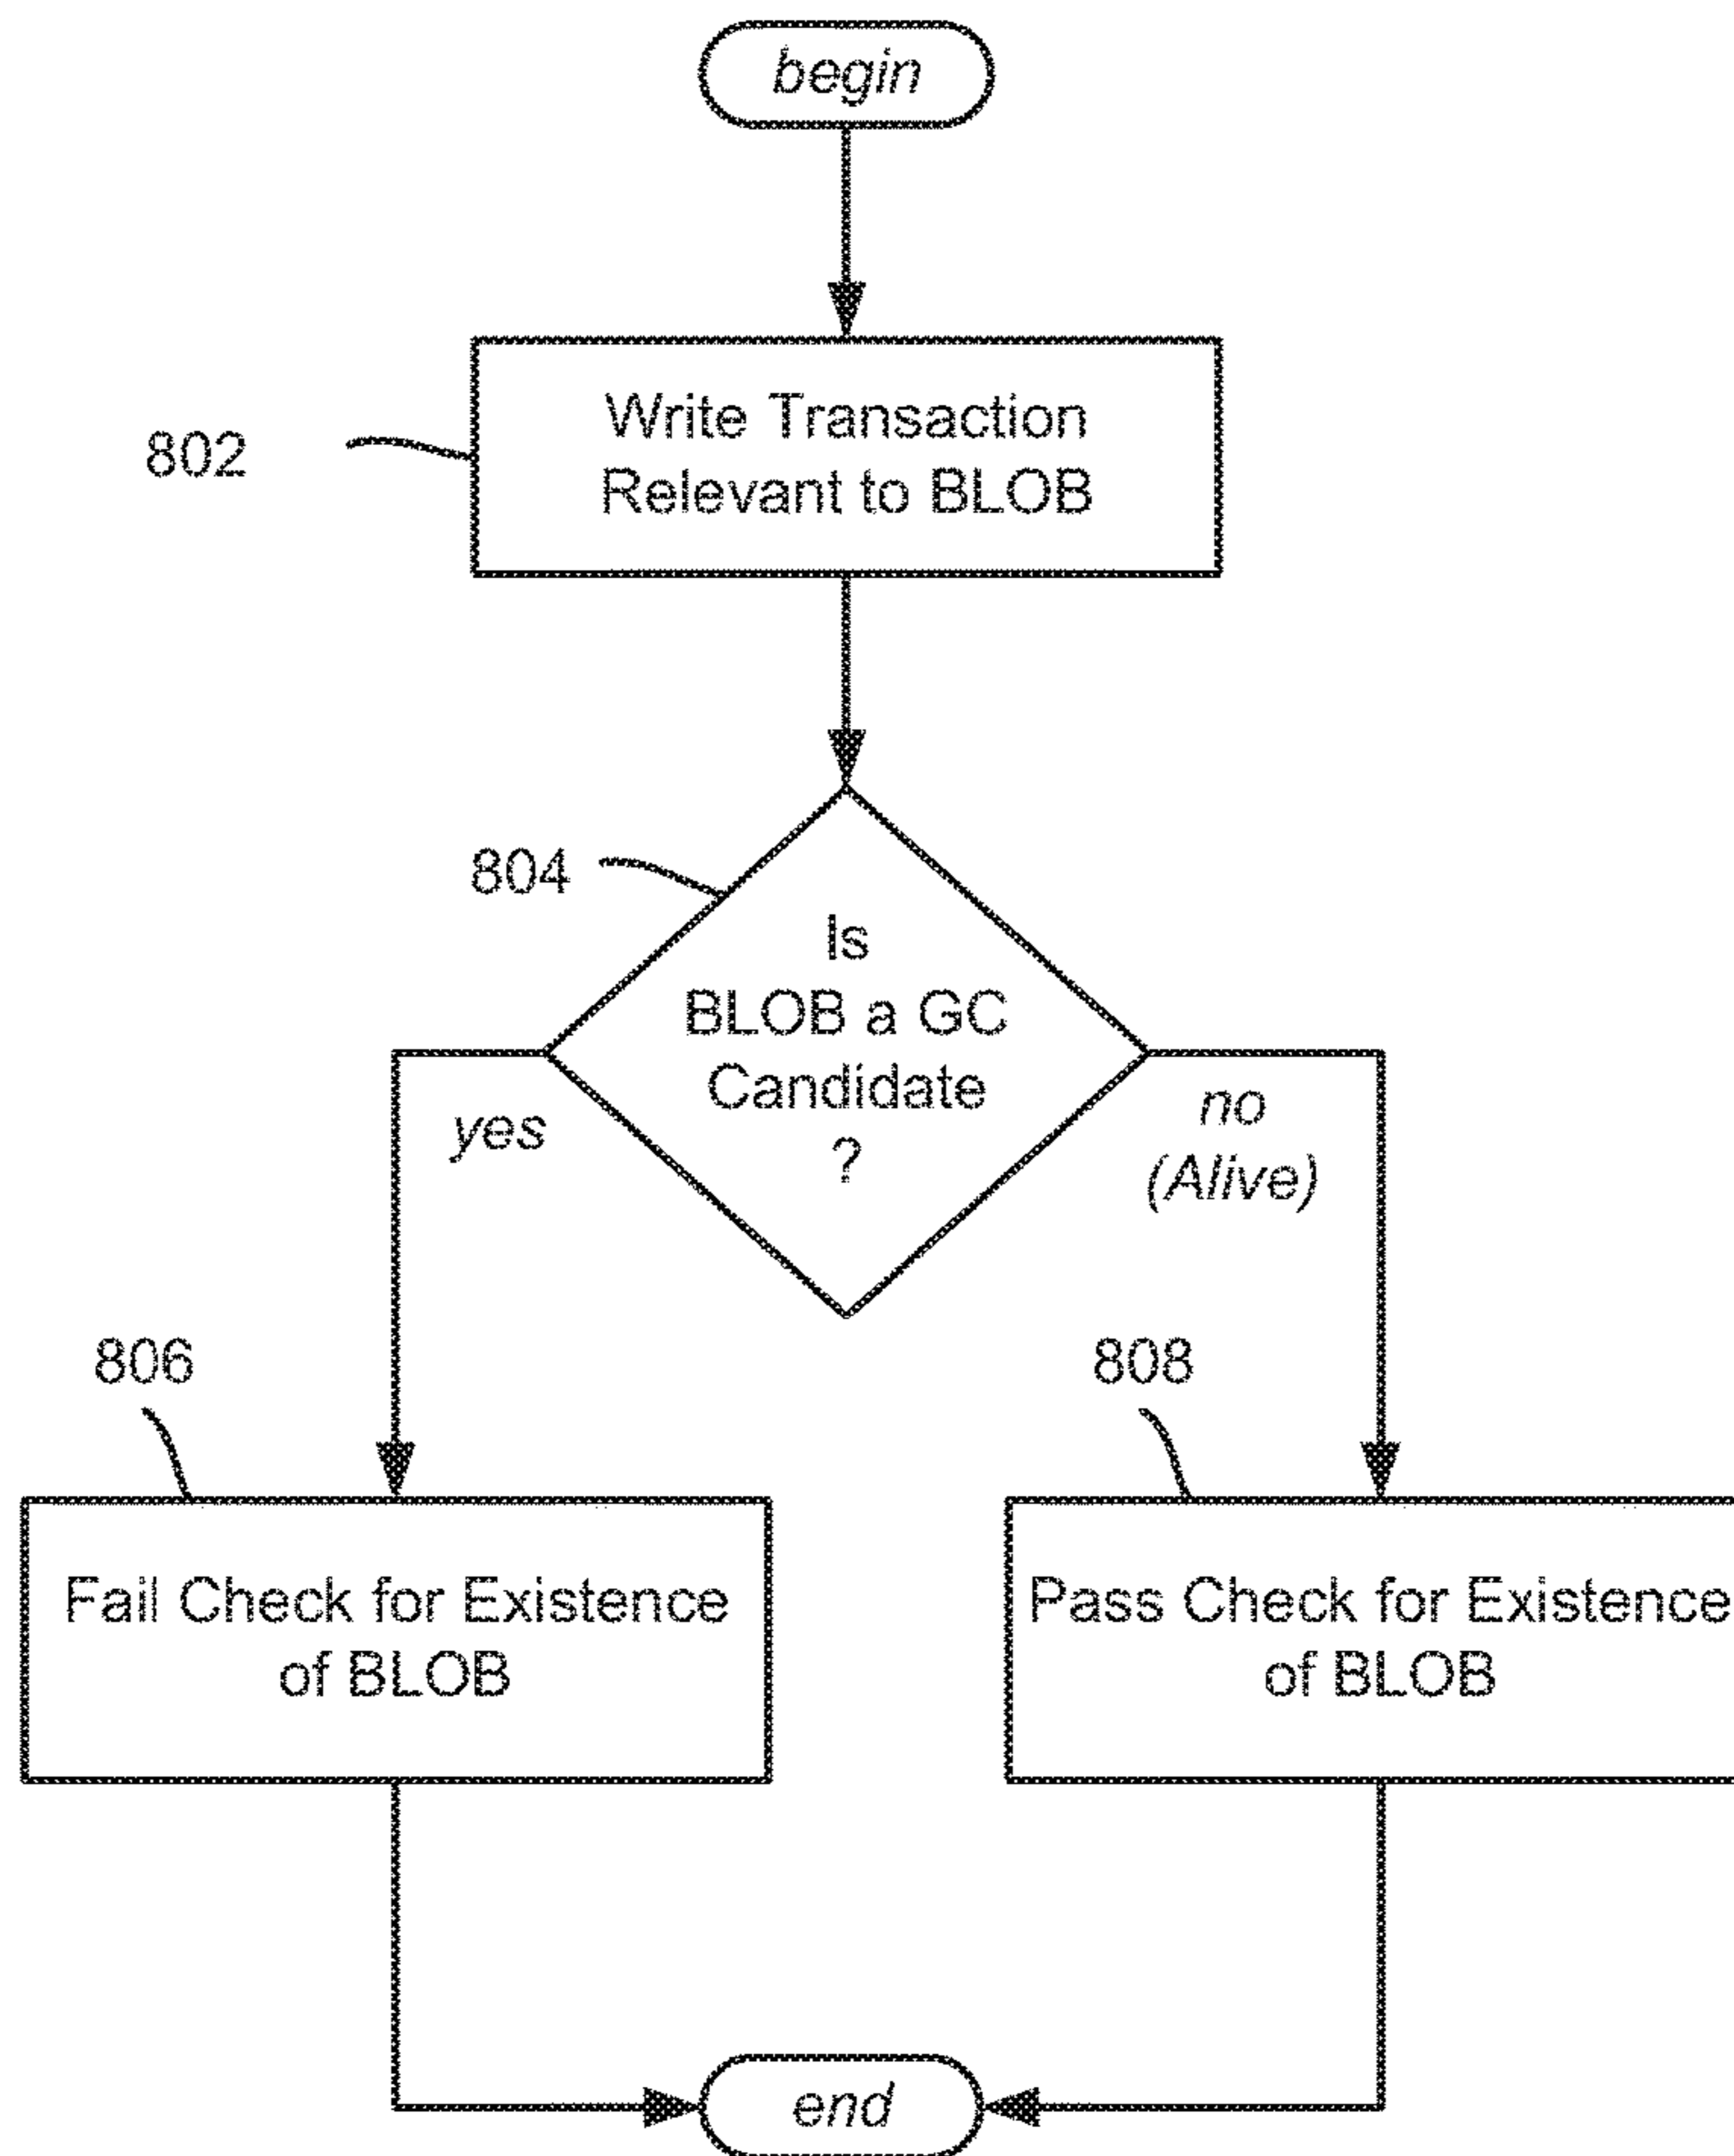 begin
802
Write Transaction
Relevant to BLOB
804
Is
BLOB a GC
Candidate
?
yes
no
(Alive)
806
808
Fail Check for Existence
of BLOB
Pass Check for Existence
of BLOB
end